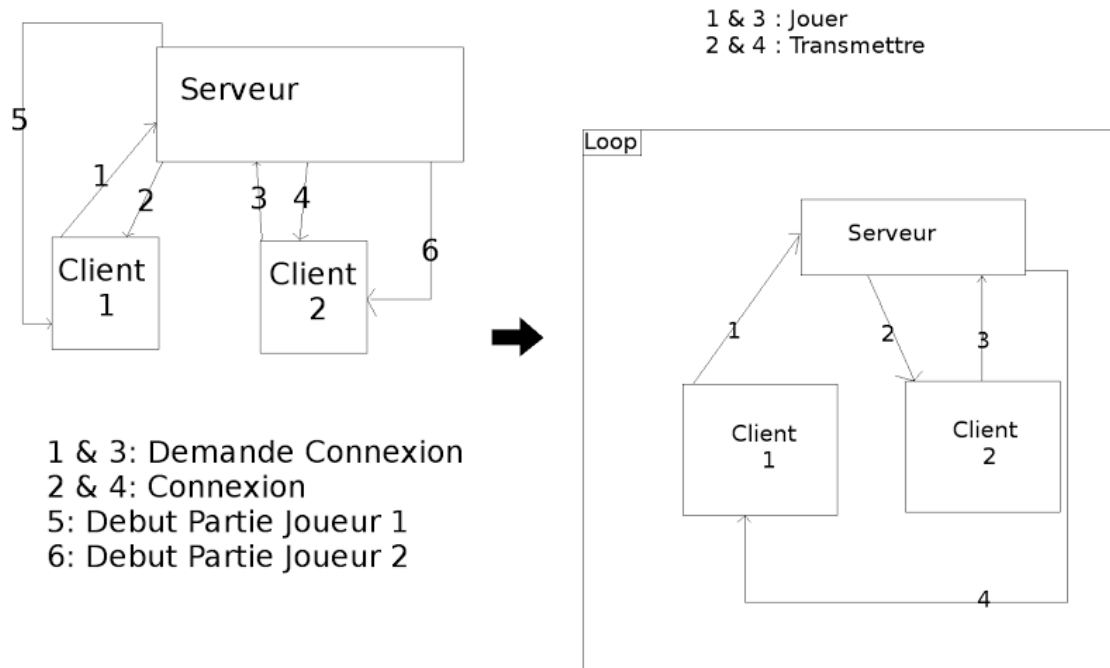 Serveur
5
1
2
3
4
6
Client
1
Client
2
1 & 3: Demande Connexion
2 & 4: Connexion
5: Debut Partie Joueur 1
6: Debut Partie Joueur 2
1 & 3 : Jouer
2 & 4 : Transmettre
Loop
Serveur
1
2
3
Client
1
Client
2
4